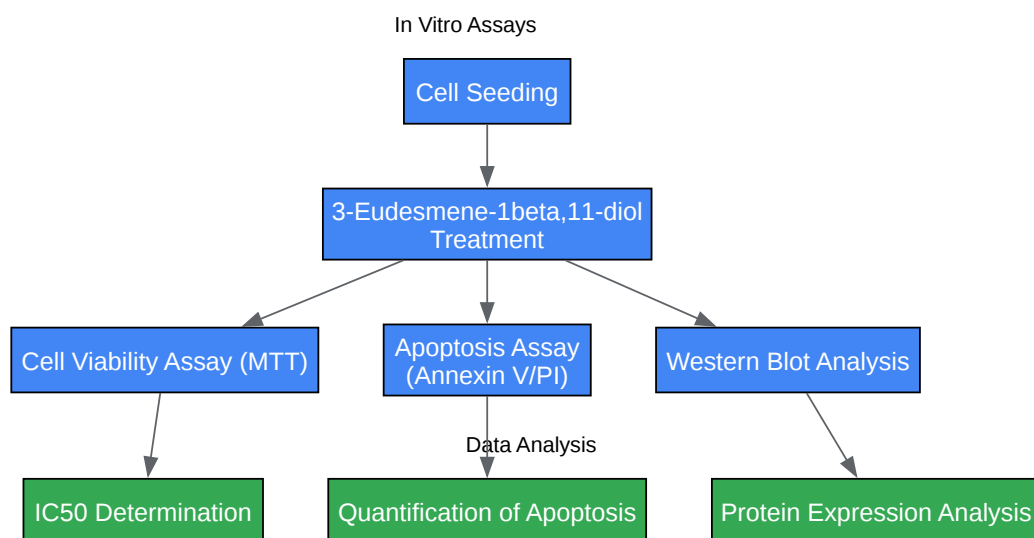 In Vitro Assays
Cell Seeding
3-Eudesmene-1beta,11-diol
Treatment
Cell Viability Assay (MTT)
Apoptosis Assay
(Annexin V/PI)
Western Blot Analysis
Data Analysis
IC50 Determination
Quantification of Apoptosis
Protein Expression Analysis